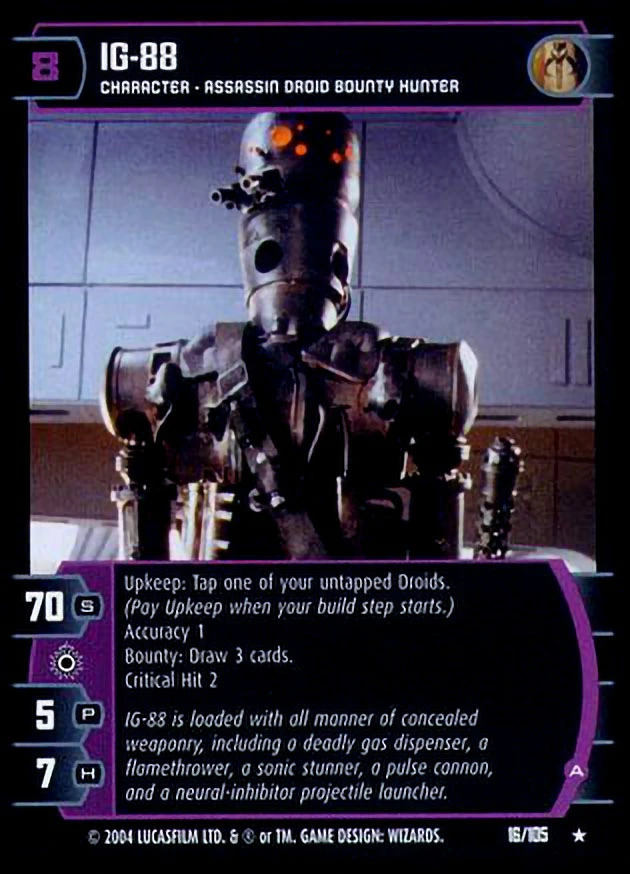 8
IG-88
CHARACTER - ASSASSIN DROID BOUNTY HUNTER
Upkeep: Tap one of your untapped Droids.
70 S
(Pay Upkeep when your build step starts.)
Accuracy 1
Bounty: Draw 3 cards.
Critical Hit 2
5 P
IG-88 is loaded with all manner of concealed
weaponry, including a deadly gas dispenser, a
7 H
flamethrower, a sonic stunner, a pulse cannon,
A
and a neural-inhibitor projectile launcher.
© 2004 LUCASFILM LTD. & ® or TM. GAME DESIGN: WIZARDS.
16/105 ★